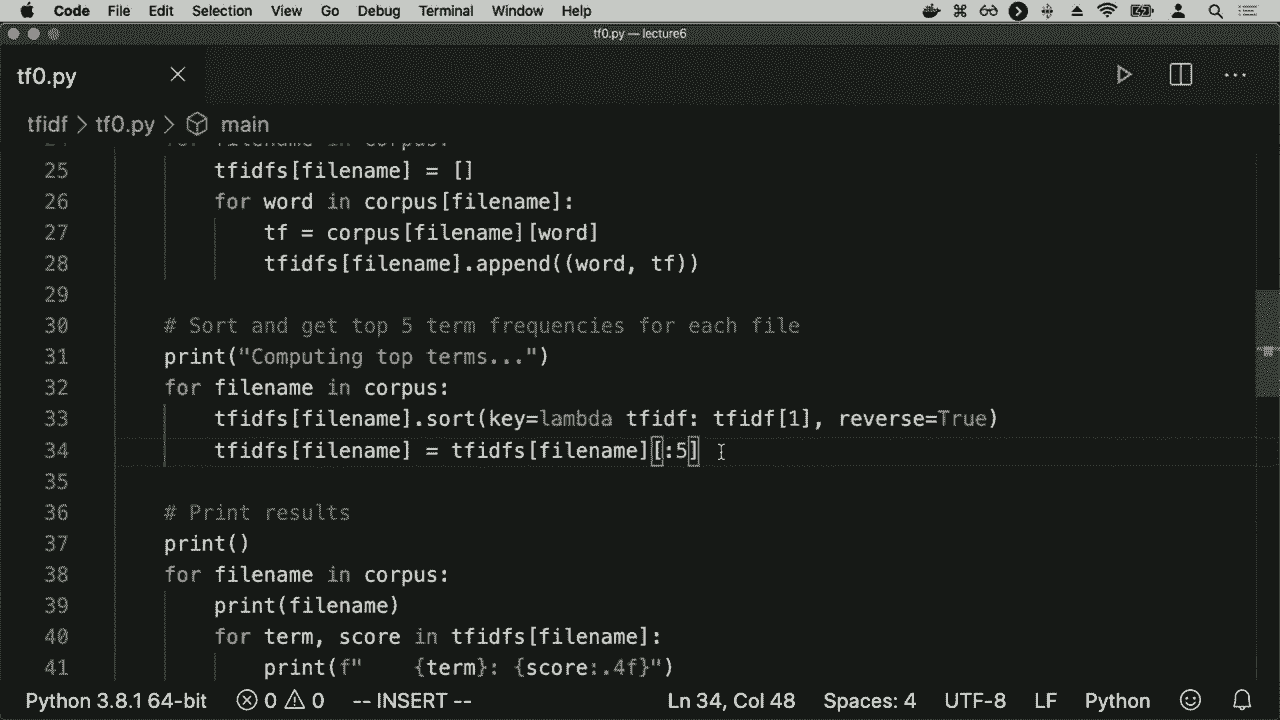 Code File Edit Selection View Go Debug Terminal Window Help
tf0.py — lecture6
tf0.py
tfidf > tf0.py > main
25 tfidfs[filename] = []
26 for word in corpus[filename]:
27 tf = corpus[filename][word]
28 tfidfs[filename].append((word, tf))
29
30 # Sort and get top 5 term frequencies for each file
31 print("Computing top terms...")
32 for filename in corpus:
33 tfidfs[filename].sort(key=lambda tfidf: tfidf[1], reverse=True)
34 tfidfs[filename] = tfidfs[filename][:5]
35
36 # Print results
37 print()
38 for filename in corpus:
39 print(filename)
40 for term, score in tfidfs[filename]:
41 print(f"    {term}: {score:.4f}")
Python 3.8.1 64-bit 0 0 -- INSERT -- Ln 34, Col 48 Spaces: 4 UTF-8 LF Python